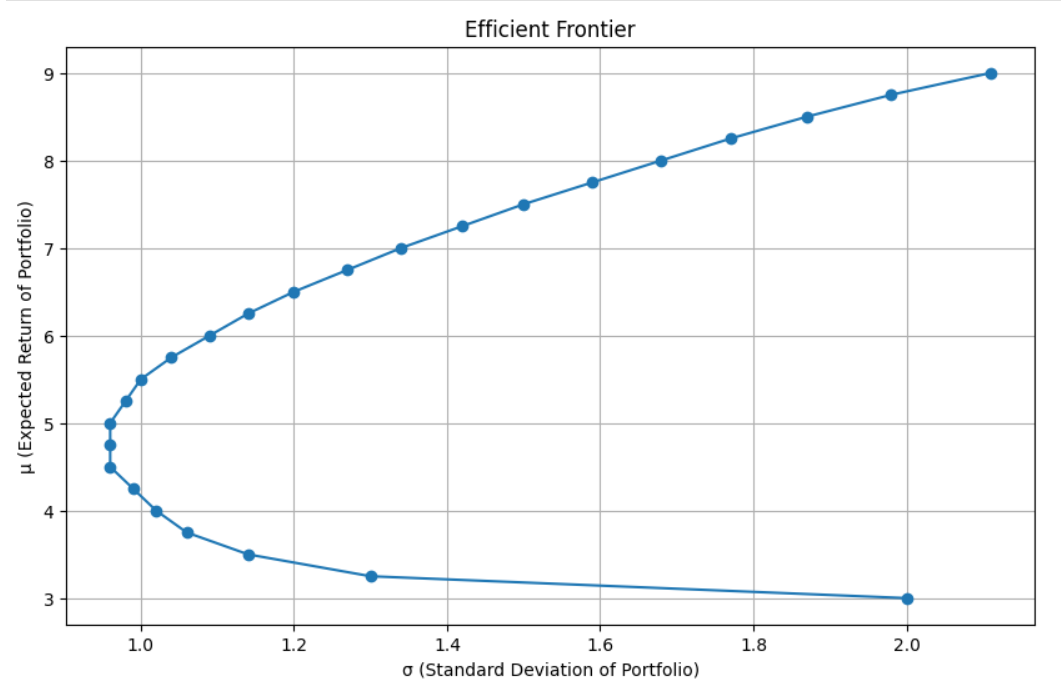 Efficient Frontier
9
8
7
6
5
4
3
μ (Expected Return of Portfolio)
1.0 1.2 1.4 1.6 1.8 2.0
σ (Standard Deviation of Portfolio)